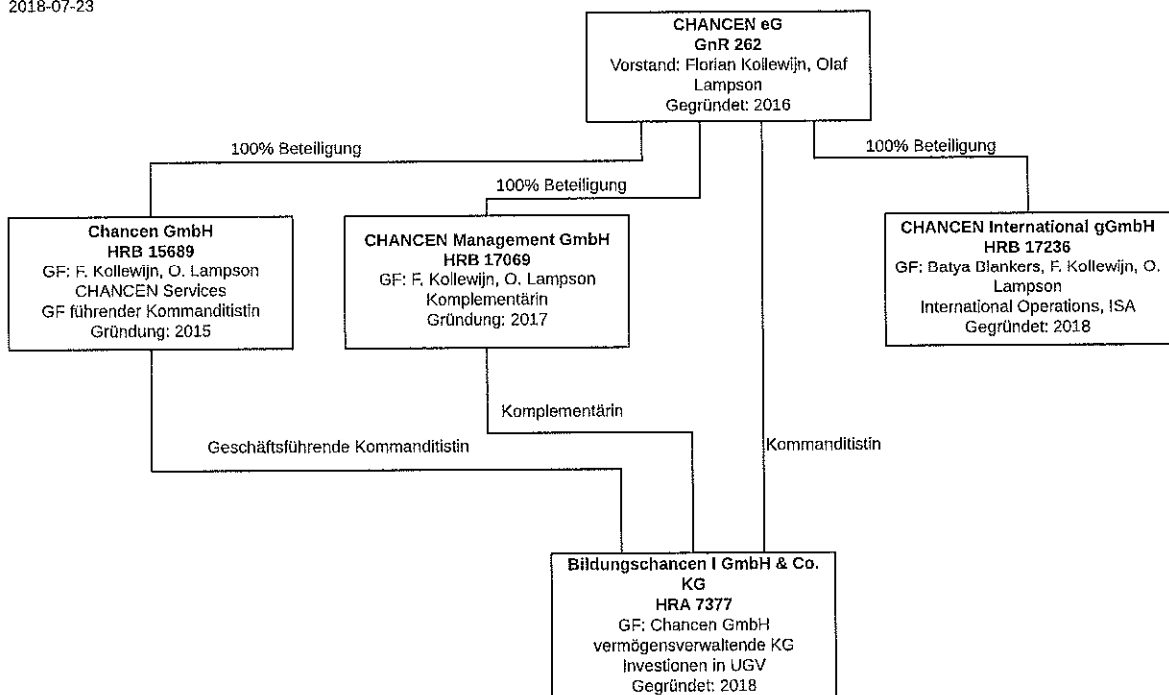 2018-07-23
CHANCEN eG
GnR 262
Vorstand: Florian Kollewijn, Olaf
Lampson
Gegründet: 2016
100% Beteiligung
100% Beteiligung
100% Beteiligung
Chancen GmbH
HRB 15689
GF: F. Kollewijn, O. Lampson
CHANCEN Services
GF führender Kommanditistin
Gründung: 2015
CHANCEN Management GmbH
HRB 17069
GF: F. Kollewijn, O. Lampson
Komplementärin
Gründung: 2017
CHANCEN International gGmbH
HRB 17236
GF: Batya Blankers, F. Kollewijn, O.
Lampson
International Operations, ISA
Gegründet: 2018
Geschäftsführende Kommanditistin
Komplementärin
Kommanditistin
Bildungschancen I GmbH & Co.
KG
HRA 7377
GF: Chancen GmbH
vermögensverwaltende KG
Investionen in UGV
Gegründet: 2018